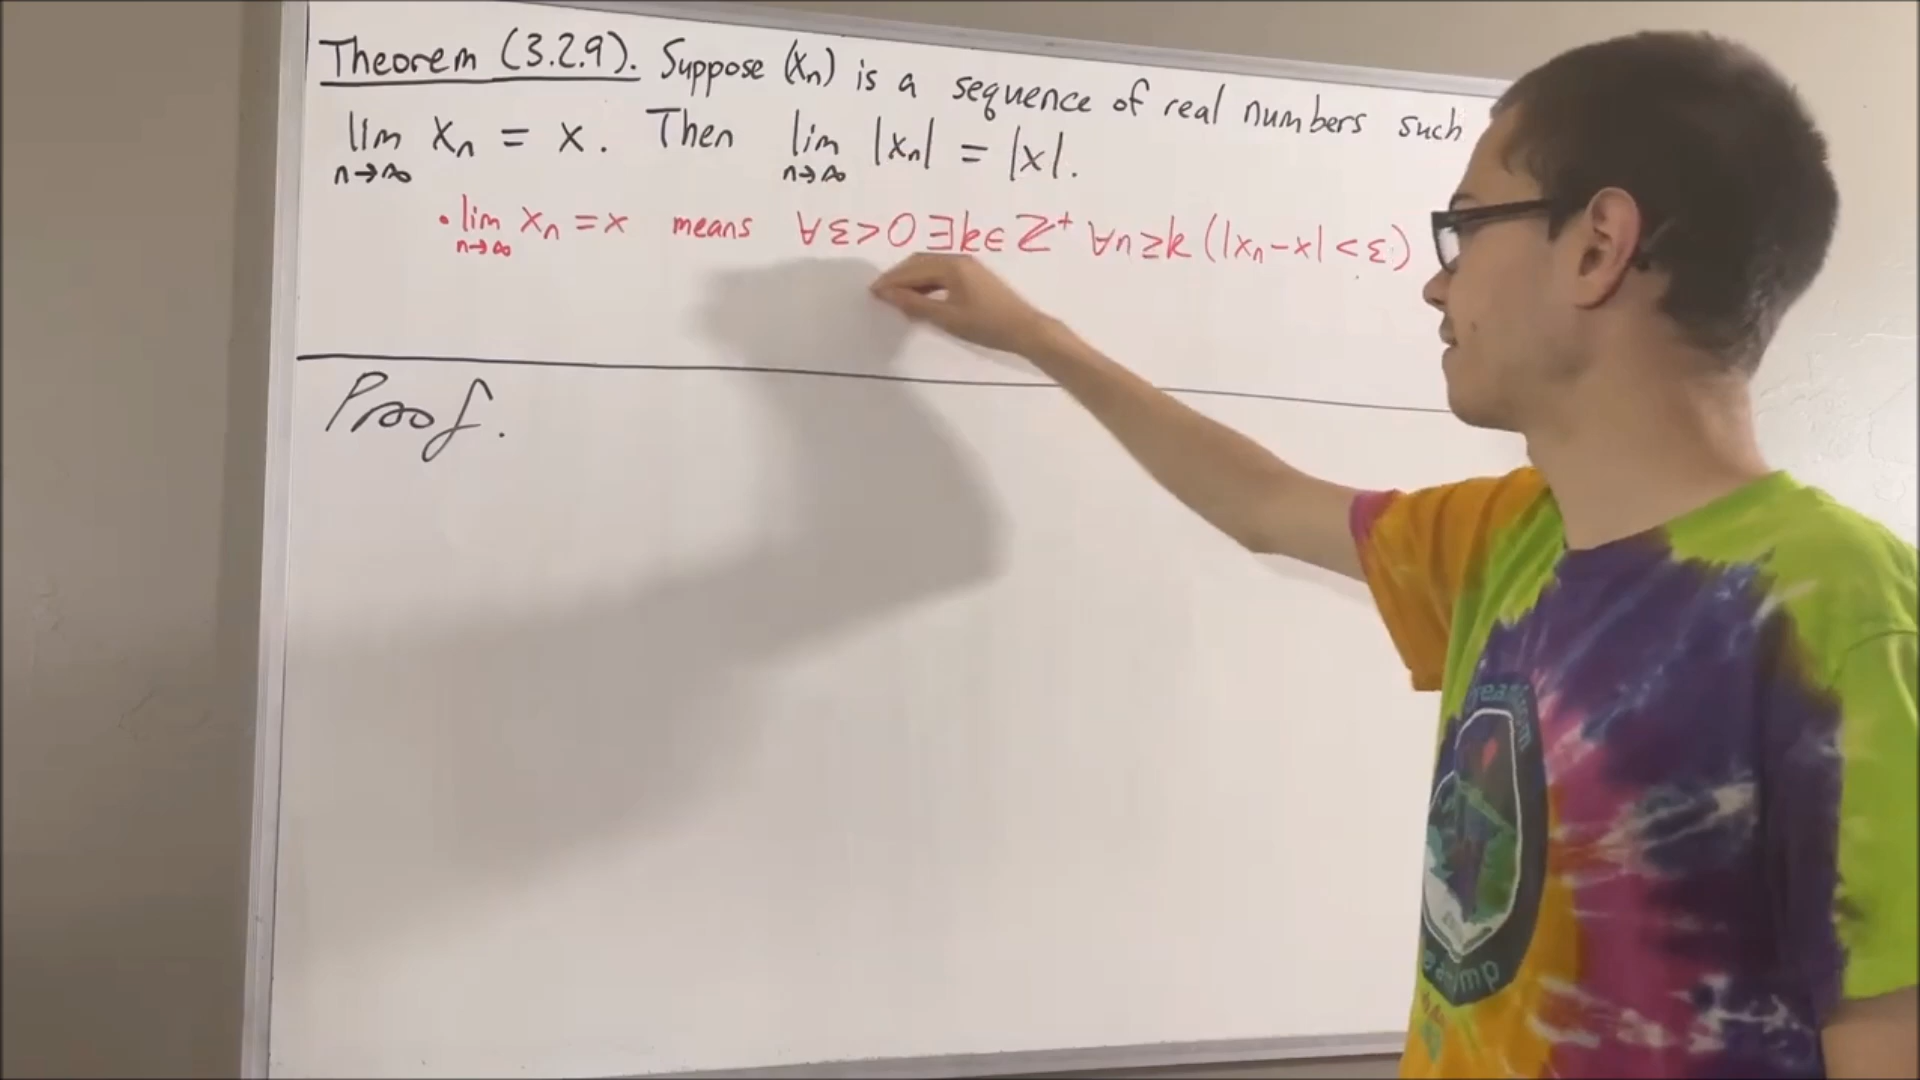 Theorem (3.2.9). Suppose (xₙ) is a sequence of real numbers such
lim xₙ = x. Then lim |xₙ| = |x|.
n→∞ n→∞
• lim xₙ = x means ∀ε>0 ∃k∈ℤ⁺ ∀n≥k (|xₙ-x| < ε)
n→∞
Proof.